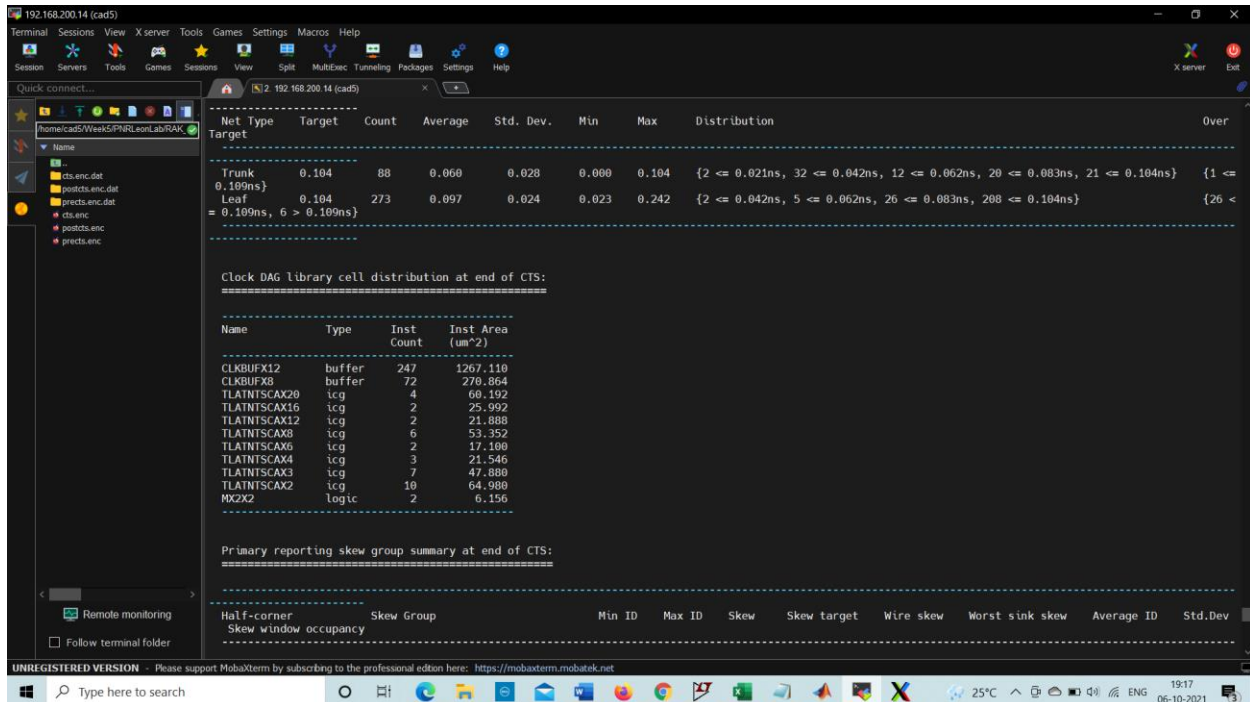 192.168.200.14 (cad5)
Terminal Sessions View X server Tools Games Settings Macros Help
Session Servers Tools Games Sessions View Split MultiExec Tunneling Packages Settings Help X server Exit
Quick connect...
2. 192.168.200.14 (cad5)
/home/cad5/Week5/PNRLeonLab/RAK_
Name
..
cts.enc.dat
postcts.enc.dat
prects.enc.dat
cts.enc
postcts.enc
prects.enc
Remote monitoring
Follow terminal folder
-----------------------
Net Type Target Count Average Std. Dev. Min Max Distribution Over
Target
Trunk 0.104 88 0.060 0.028 0.000 0.104 {2 <= 0.021ns, 32 <= 0.042ns, 12 <= 0.062ns, 20 <= 0.083ns, 21 <= 0.104ns} {1 <=
0.109ns}
Leaf 0.104 273 0.097 0.024 0.023 0.242 {2 <= 0.042ns, 5 <= 0.062ns, 26 <= 0.083ns, 208 <= 0.104ns} {26 <
= 0.109ns, 6 > 0.109ns}
Clock DAG library cell distribution at end of CTS:
==================================================
Name Type Inst Inst Area
Count (um^2)
CLKBUFX12 buffer 247 1267.110
CLKBUFX8 buffer 72 270.864
TLATNTSCAX20 icg 4 60.192
TLATNTSCAX16 icg 2 25.992
TLATNTSCAX12 icg 2 21.888
TLATNTSCAX8 icg 6 53.352
TLATNTSCAX6 icg 2 17.100
TLATNTSCAX4 icg 3 21.546
TLATNTSCAX3 icg 7 47.880
TLATNTSCAX2 icg 10 64.980
MX2X2 logic 2 6.156
Primary reporting skew group summary at end of CTS:
===================================================
Half-corner Skew Group Min ID Max ID Skew Skew target Wire skew Worst sink skew Average ID Std.Dev
Skew window occupancy
UNREGISTERED VERSION - Please support MobaXterm by subscribing to the professional edition here: https://mobaxterm.mobatek.net
Type here to search
25°C ENG
19:17
06-10-2021